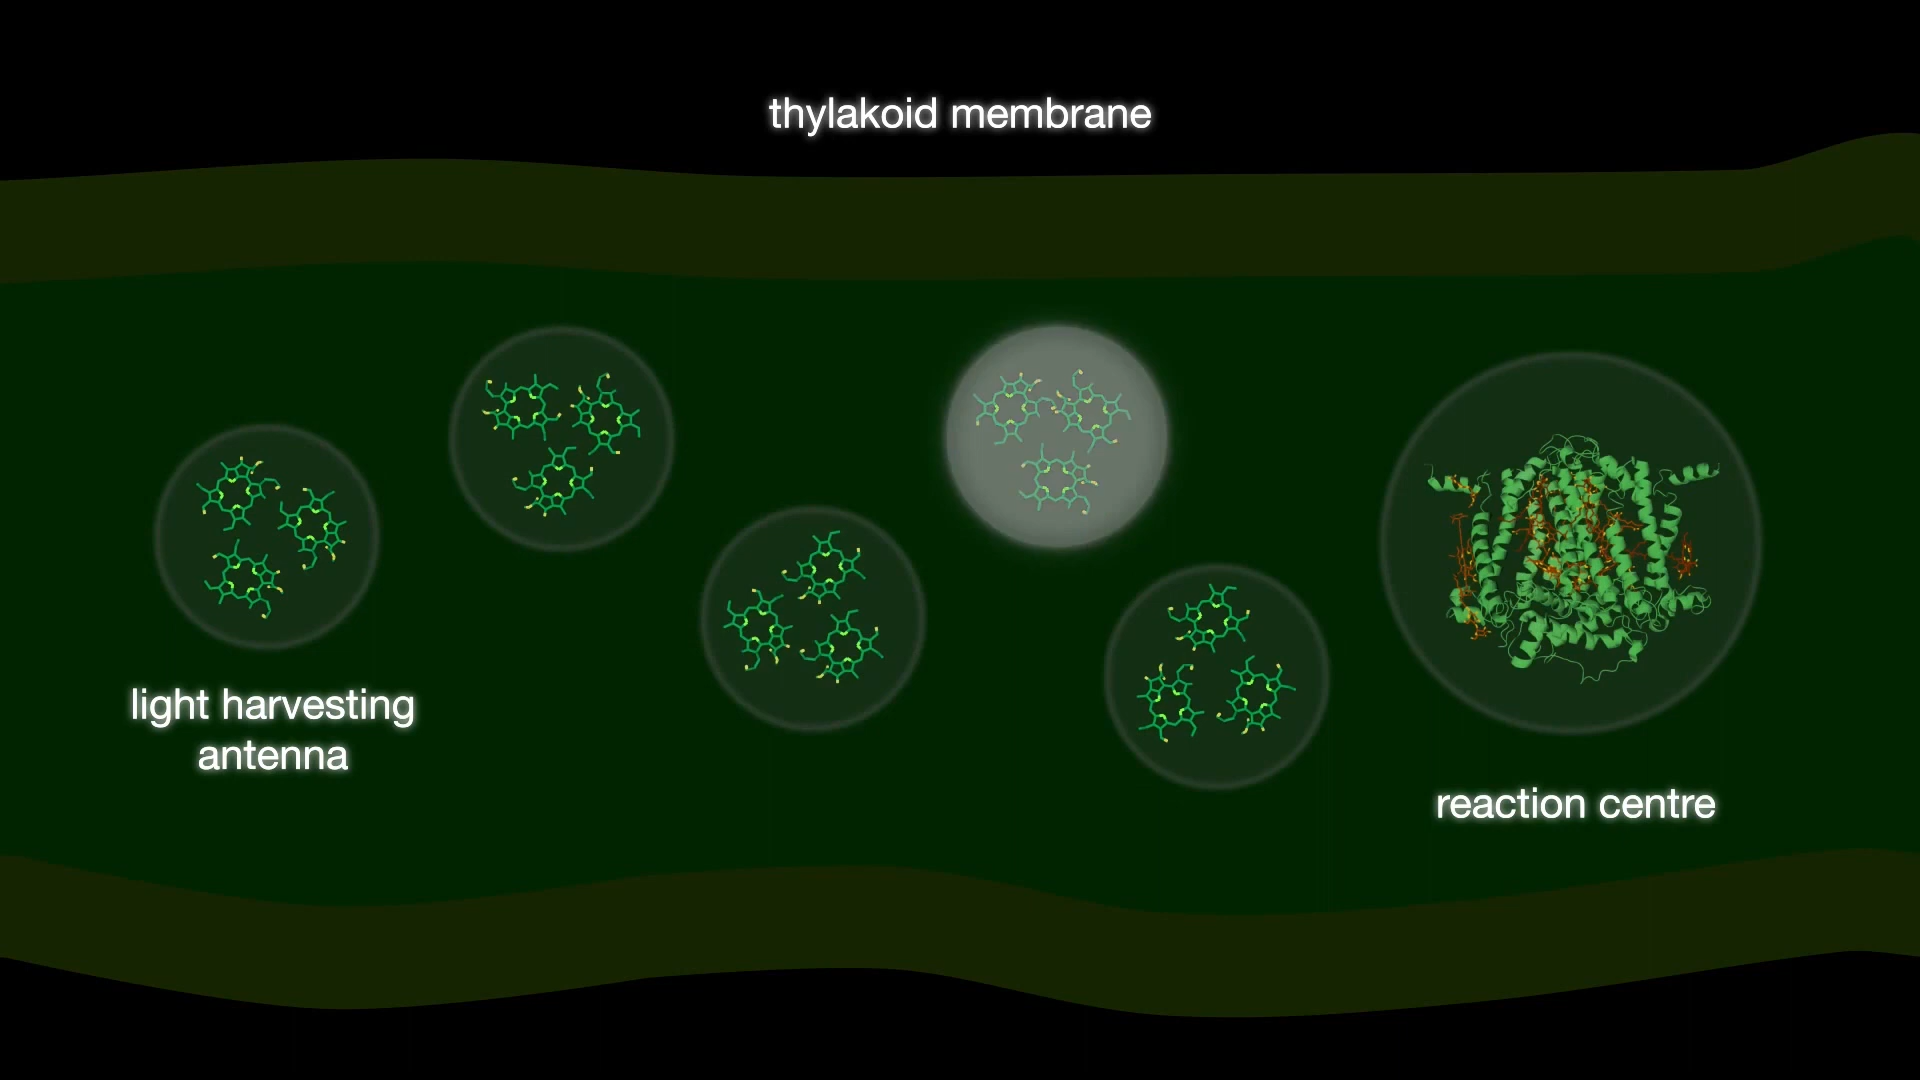 thylakoid membrane
light harvesting
antenna
reaction centre